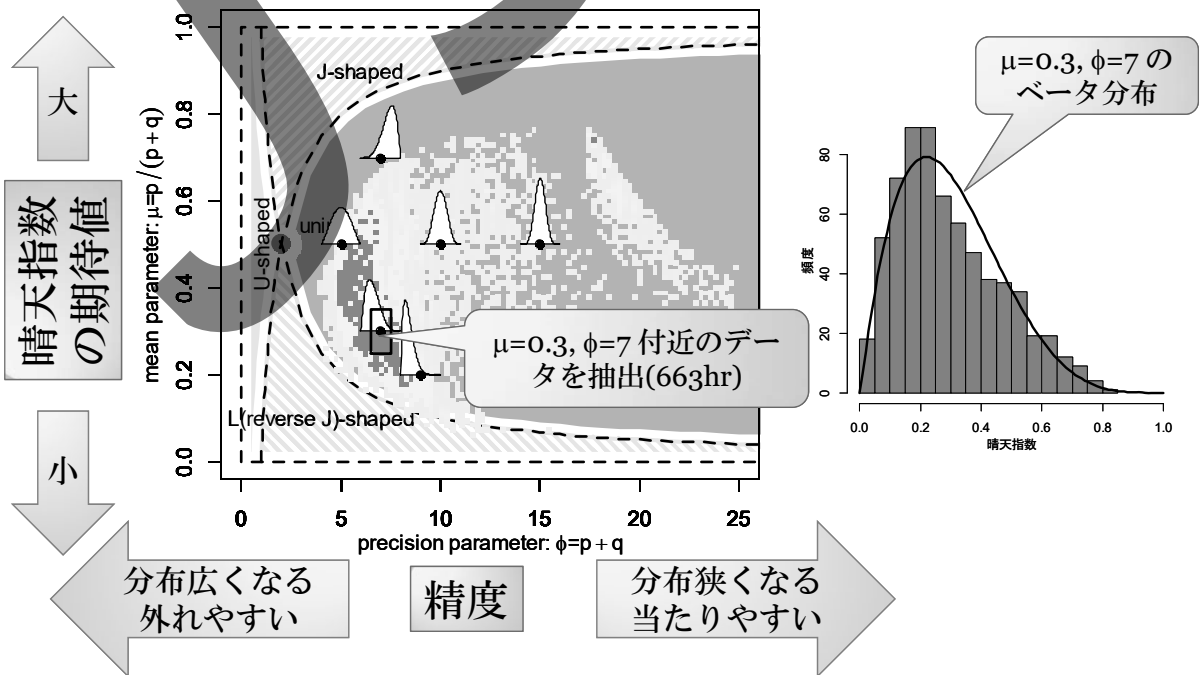 大
晴天指数
の期待値
小
mean parameter: μ=p/(p+q)
1.0
0.8
0.6
0.4
0.2
0.0
J-shaped
U-shaped
uni
L(reverse J)-shaped
μ=0.3, ϕ=7 付近のデー
タを抽出(663hr)
0
5
10
15
20
25
precision parameter: ϕ=p+q
分布広くなる
外れやすい
精度
分布狭くなる
当たりやすい
μ=0.3, ϕ=7 の
ベータ分布
頻度
80
60
40
20
0
0.0
0.2
0.4
0.6
0.8
1.0
晴天指数